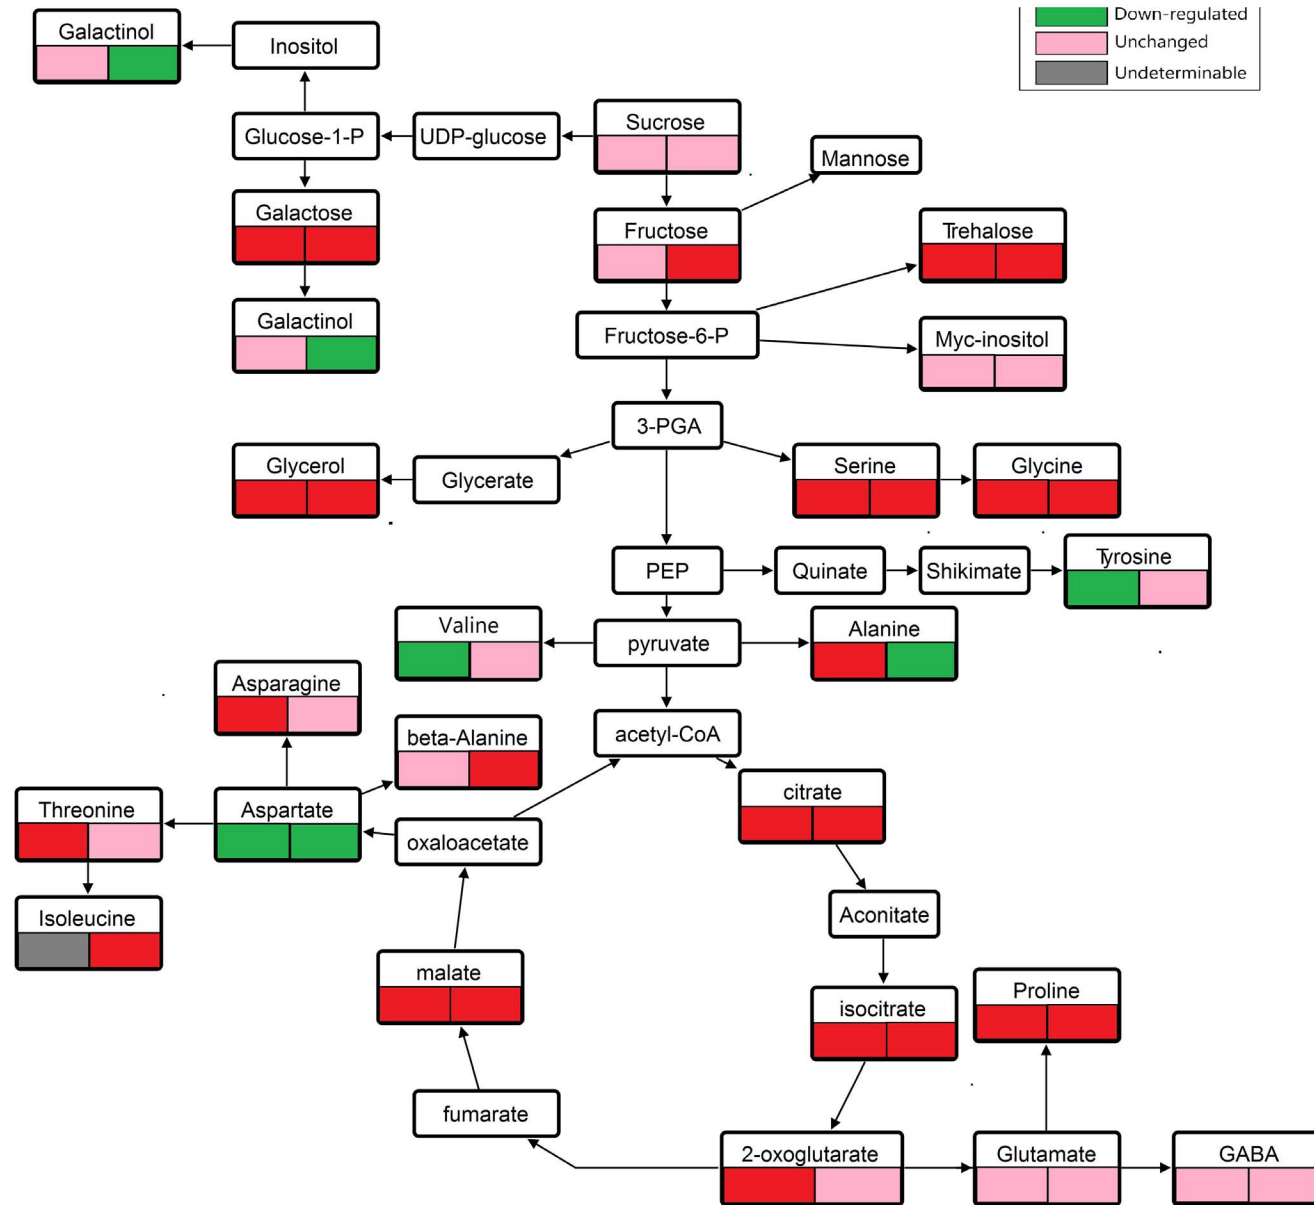 Down-regulated
Galactinol
Inositol
Unchanged
Undeterminable
Glucose-1-P
UDP-glucose
Sucrose
Mannose
Galactose
Fructose
Trehalose
Galactinol
Fructose-6-P
Myc-inositol
3-PGA
Glycerol
Glycerate
Serine
Glycine
PEP
Quinate
Shikimate
Tyrosine
Valine
pyruvate
Alanine
Asparagine
beta-Alanine
acetyl-CoA
citrate
Threonine
Aspartate
oxaloacetate
Isoleucine
Aconitate
malate
isocitrate
Proline
fumarate
2-oxoglutarate
Glutamate
GABA